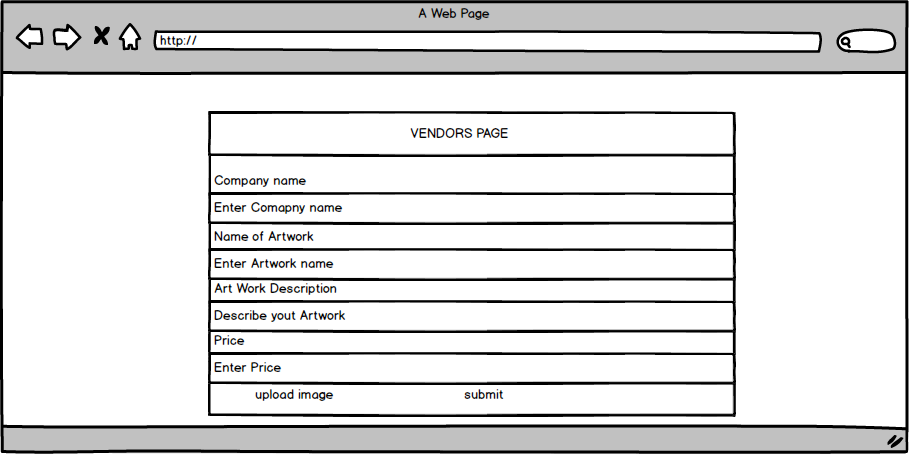 A Web Page
http://
VENDORS PAGE
Company name
Enter Comapny name
Name of Artwork
Enter Artwork name
Art Work Description
Describe yout Artwork
Price
Enter Price
upload image submit